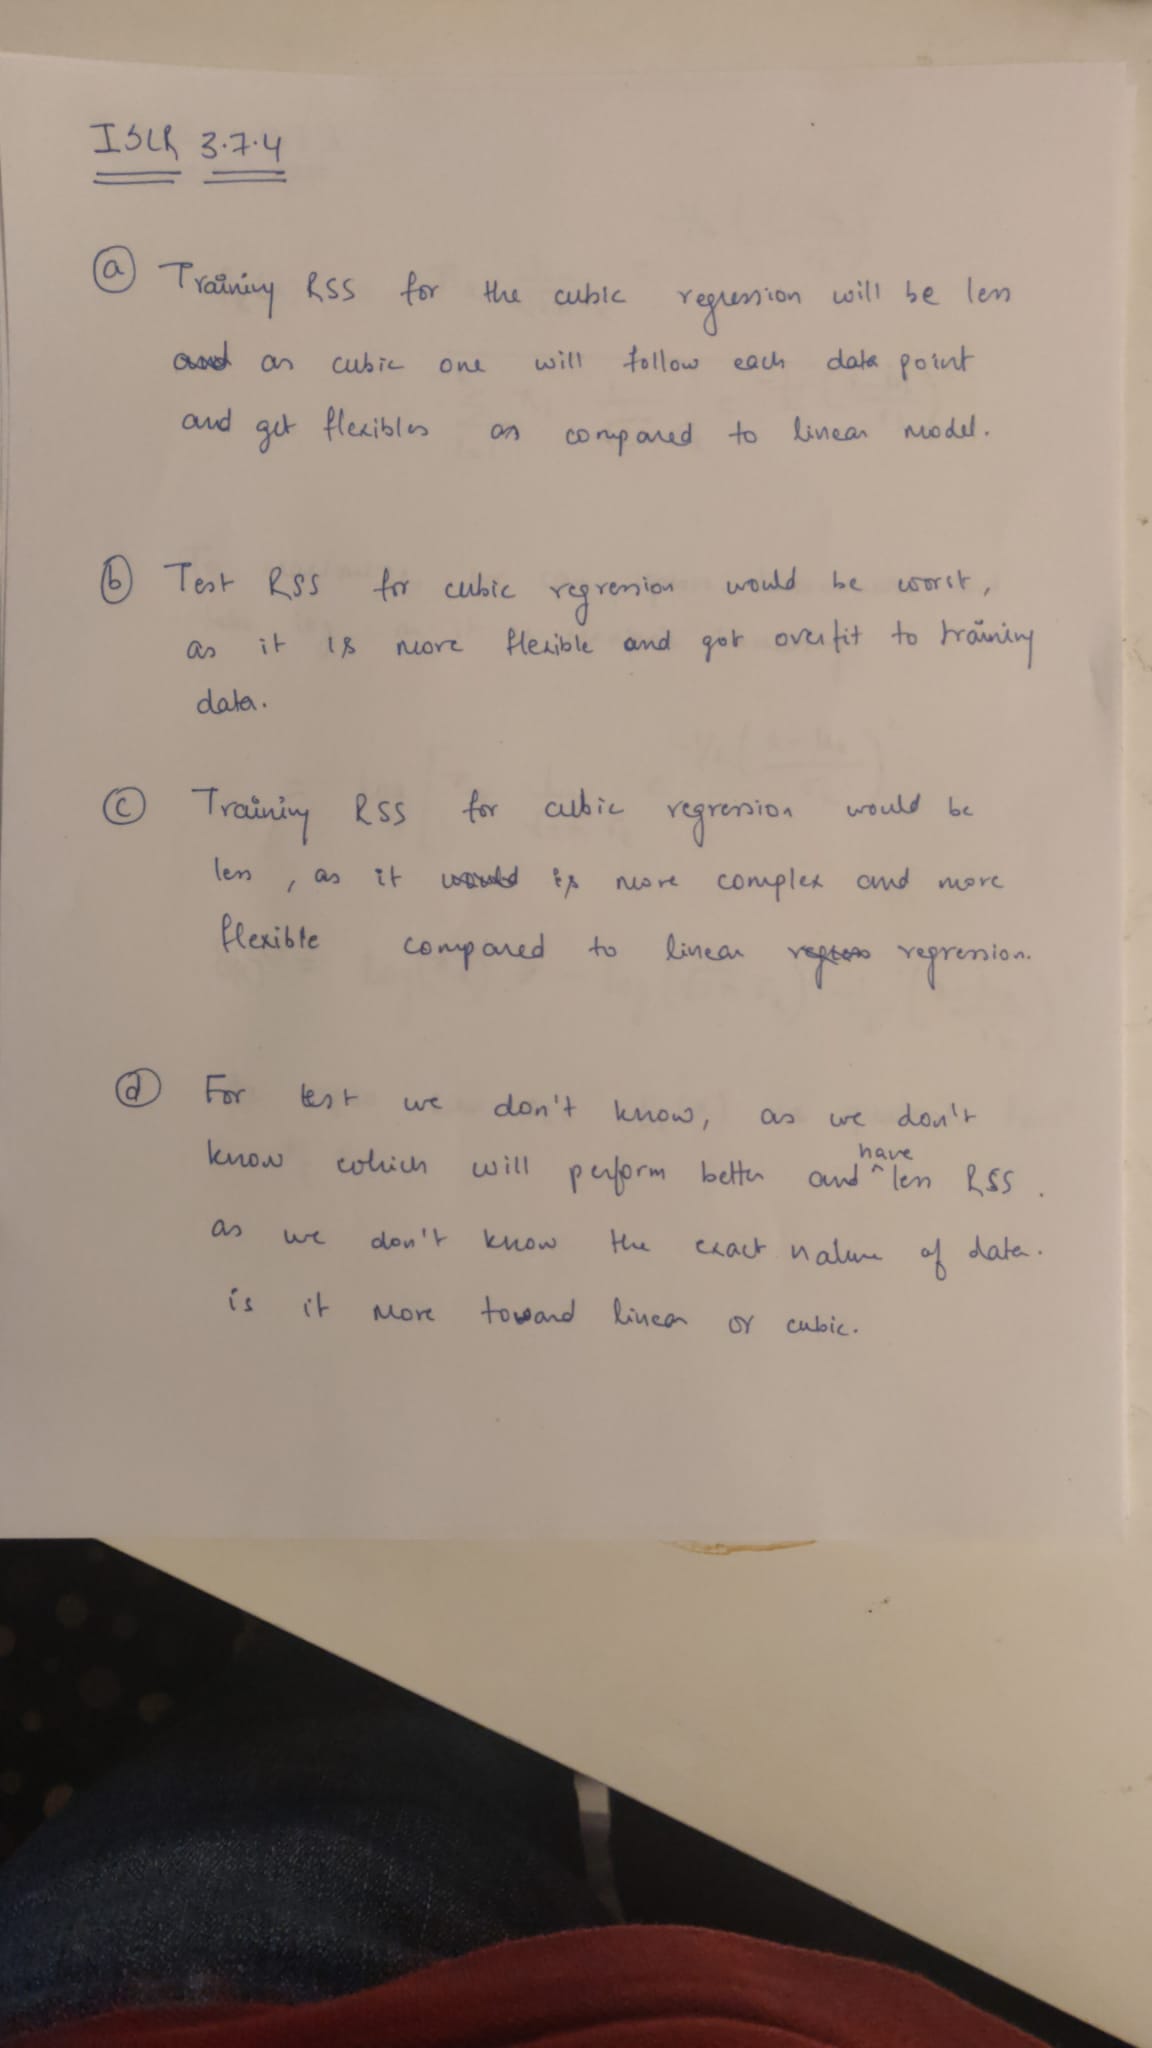 ISLR 3.7.4
(a) Training RSS for the cubic regression will be less
and as cubic one will follow each data point
and get flexibles as compared to linear model.
(b) Test RSS for cubic regression would be worst,
as it is more flexible and got overfit to training
data.
(c) Training RSS for cubic regression would be
less, as it would is more complex and more
flexible compared to linear regress regression.
(d) For test we don't know, as we don't
know which will perform better and have less RSS.
as we don't know the exact nature of data.
is it more toward linear or cubic.